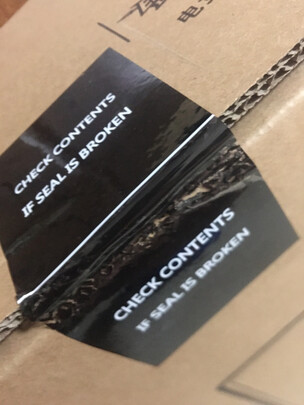 CHECK CONTENTS
IF SEAL IS BROKEN
CHECK CONTENTS
IF SEAL IS BROKEN